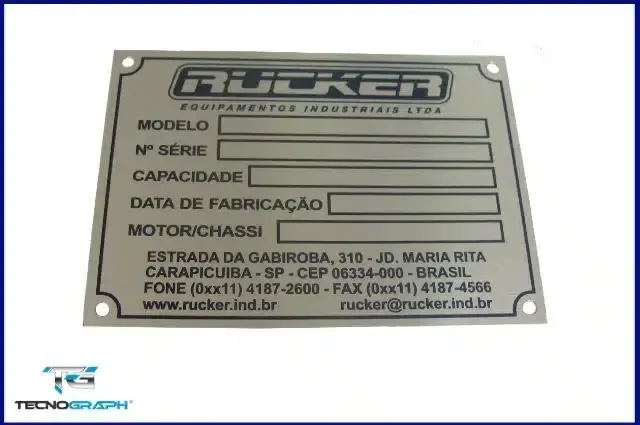 RUCKER
EQUIPAMENTOS INDUSTRIAIS LTDA
MODELO
Nº SÉRIE
CAPACIDADE
DATA DE FABRICAÇÃO
MOTOR/CHASSI
ESTRADA DA GABIROBA, 310 - JD. MARIA RITA
CARAPICUIBA - SP - CEP 06334-000 - BRASIL
FONE (0xx11) 4187-2600 - FAX (0xx11) 4187-4566
www.rucker.ind.br rucker@rucker.ind.br
TG
TECNOGRAPH®